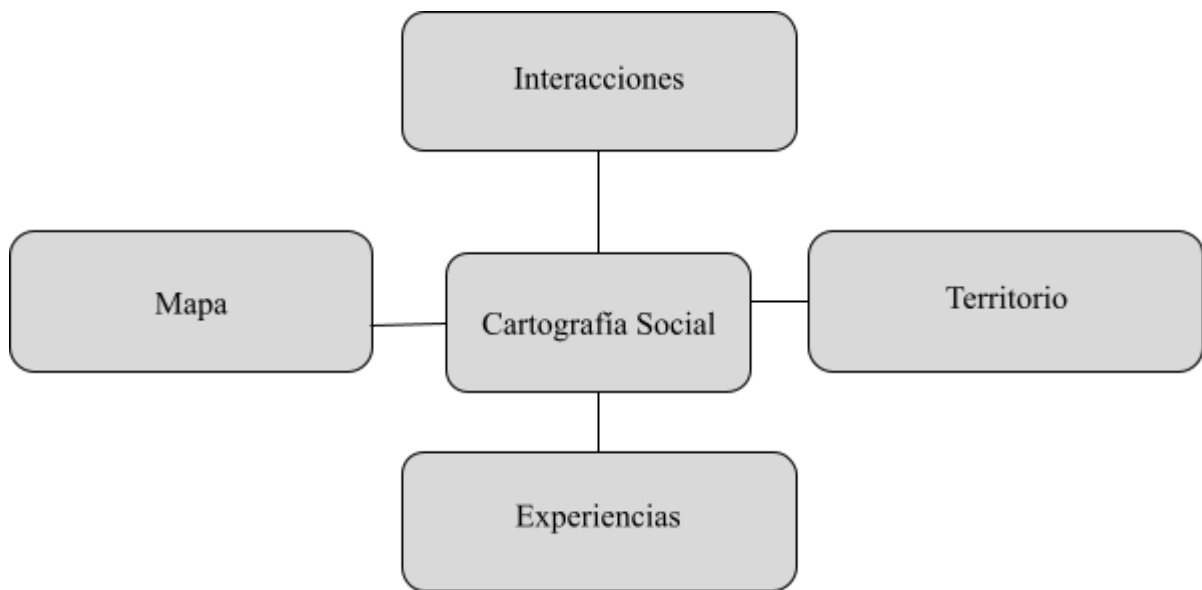 Interacciones
Mapa
Cartografía Social
Territorio
Experiencias